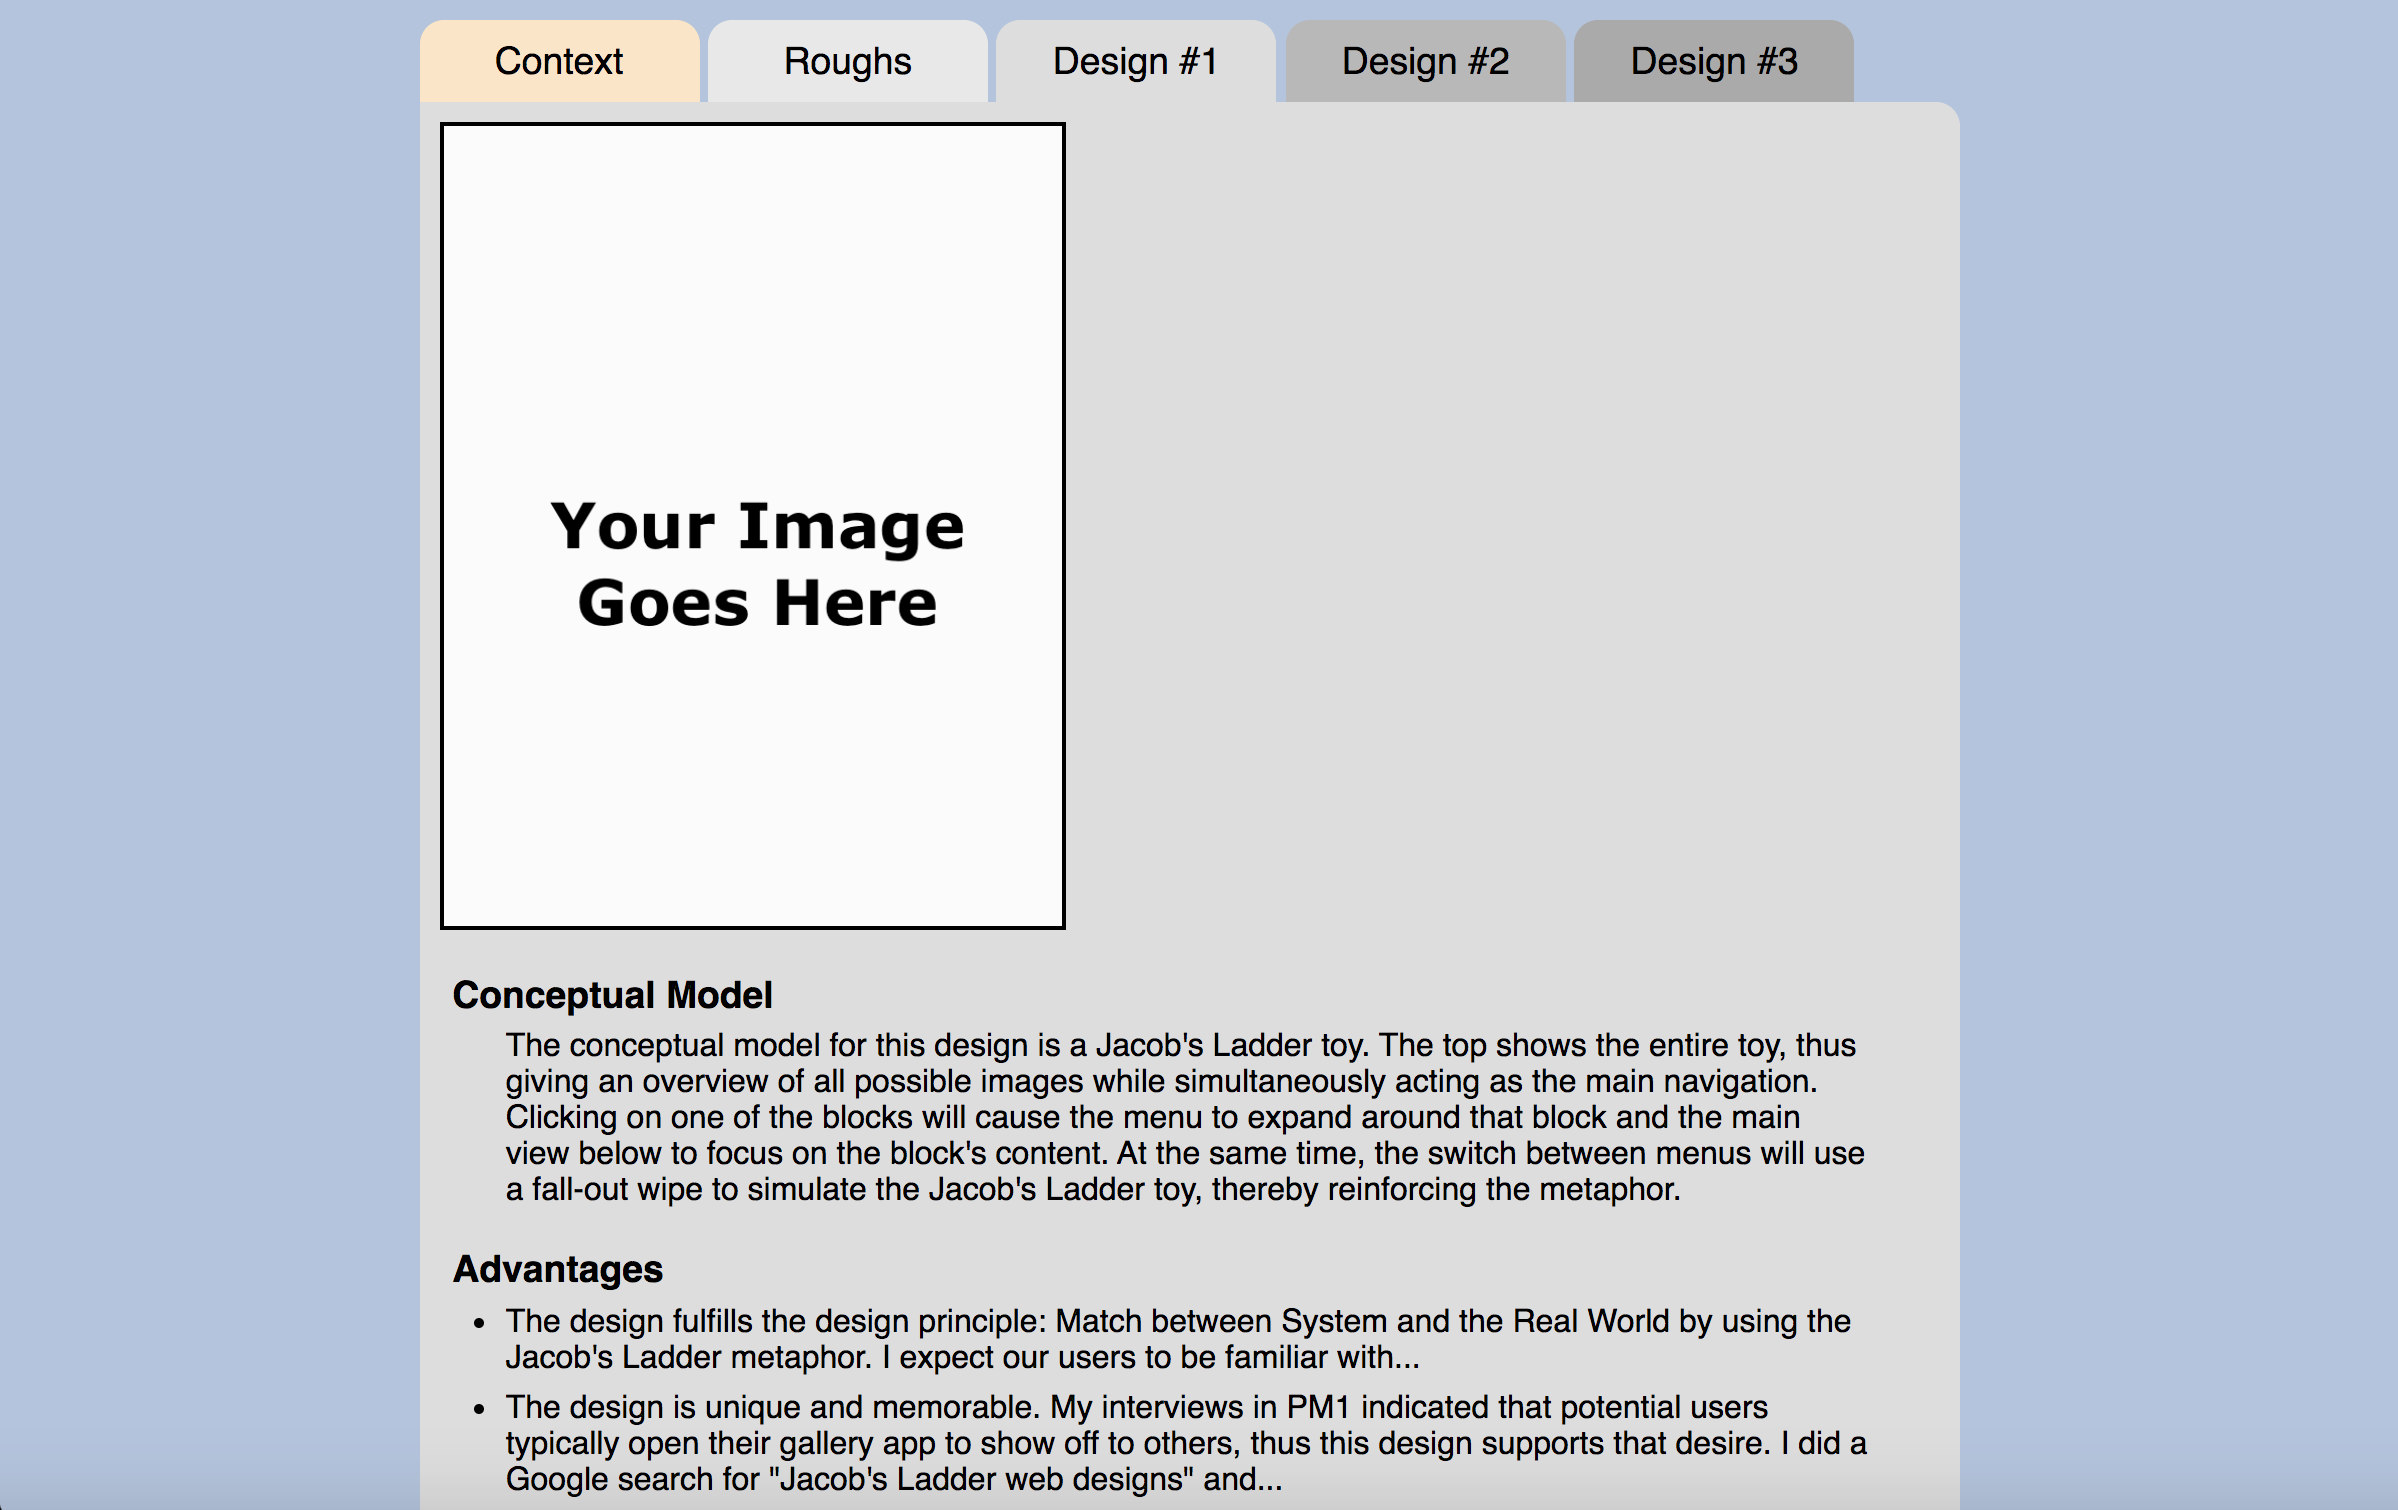 Context
Roughs
Design #1
Design #2
Design #3
Your Image
Goes Here
Conceptual Model
The conceptual model for this design is a Jacob's Ladder toy. The top shows the entire toy, thus
giving an overview of all possible images while simultaneously acting as the main navigation.
Clicking on one of the blocks will cause the menu to expand around that block and the main
view below to focus on the block's content. At the same time, the switch between menus will use
a fall-out wipe to simulate the Jacob's Ladder toy, thereby reinforcing the metaphor.
Advantages
• The design fulfills the design principle: Match between System and the Real World by using the
Jacob's Ladder metaphor. I expect our users to be familiar with...
• The design is unique and memorable. My interviews in PM1 indicated that potential users
typically open their gallery app to show off to others, thus this design supports that desire. I did a
Google search for "Jacob's Ladder web designs" and...